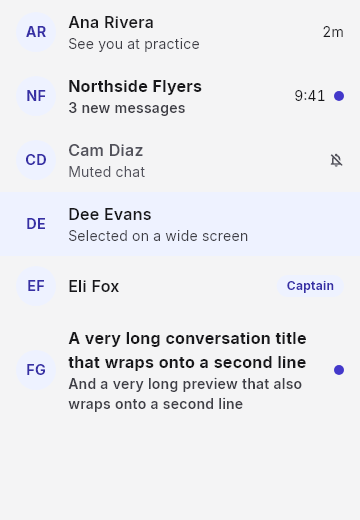 AR
Ana Rivera
2m
See you at practice
NF
Northside Flyers
9:41
3 new messages
CD
Cam Diaz
Muted chat
DE
Dee Evans
Selected on a wide screen
EF
Eli Fox
Captain
FG
A very long conversation title
that wraps onto a second line
And a very long preview that also
wraps onto a second line